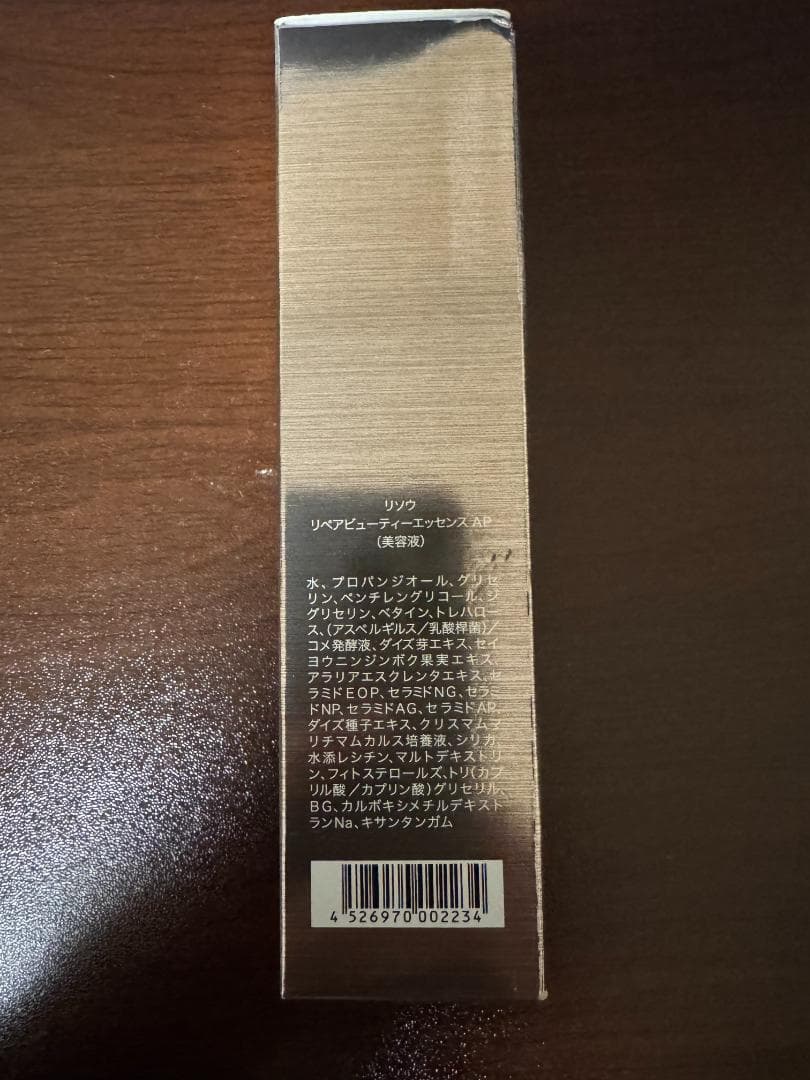 リソウ
リペアビューティーエッセンス AP
（美容液）
水、プロパンジオール、グリセ
リン、ペンチレングリコール、ジ
グリセリン、ベタイン、トレハロー
ス、（アスペルギルス／乳酸桿菌）／
コメ発酵液、ダイズ芽エキス、セイ
ヨウニンジンボク果実エキス、
アラリアエスクレンタエキス、セ
ラミドEOP、セラミドNG、セラミ
ドNP、セラミドAG、セラミドAP、
ダイズ種子エキス、クリスマムマ
リチマムカルス培養液、シリカ、
水添レシチン、マルトデキストリ
ン、フィトステロールズ、トリ（カプ
リル酸／カプリン酸）グリセリル、
BG、カルボキシメチルデキスト
ランNa、キサンタンガム
4 526970 002234